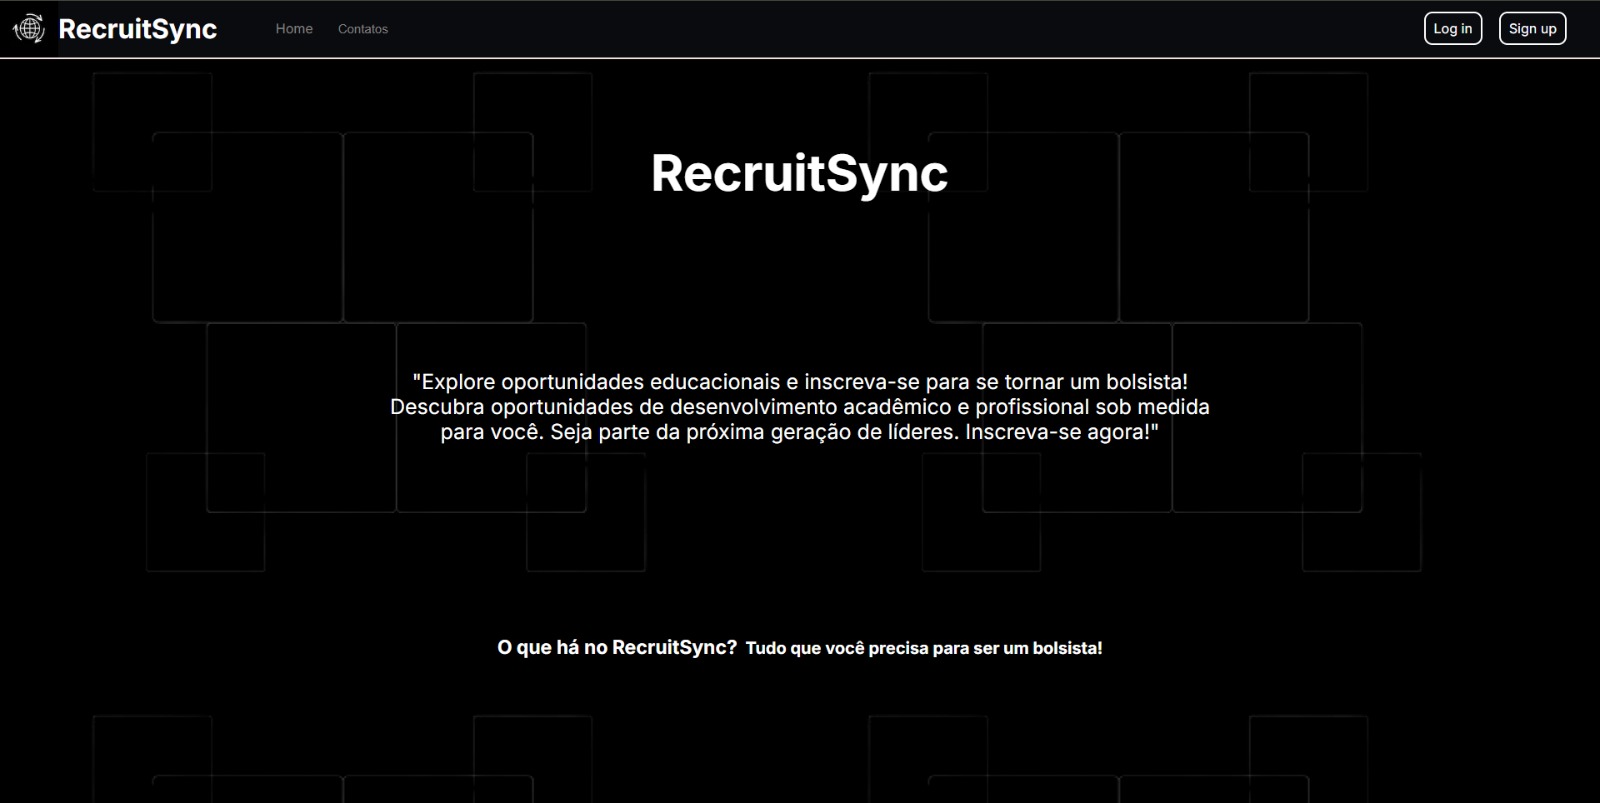 RecruitSync Home Contatos Log in Sign up
RecruitSync
"Explore oportunidades educacionais e inscreva-se para se tornar um bolsista!
Descubra oportunidades de desenvolvimento acadêmico e profissional sob medida
para você. Seja parte da próxima geração de líderes. Inscreva-se agora!"
O que há no RecruitSync? Tudo que você precisa para ser um bolsista!